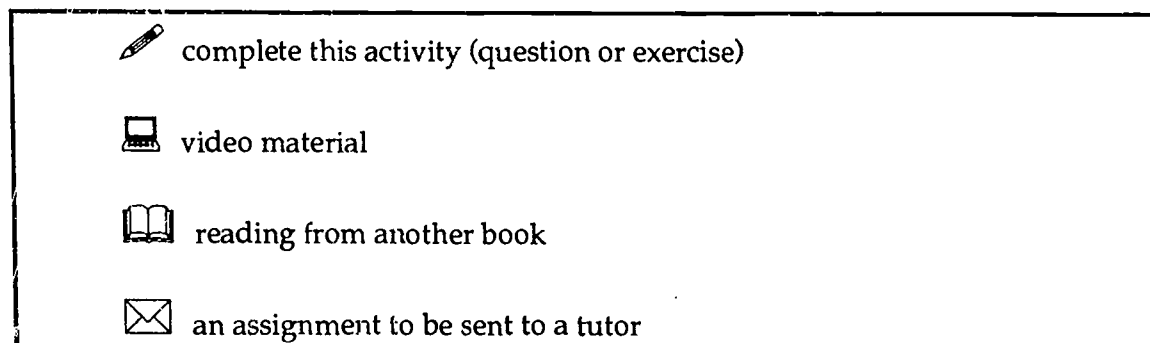 complete this activity (question or exercise)
video material
reading from another book
an assignment to be sent to a tutor